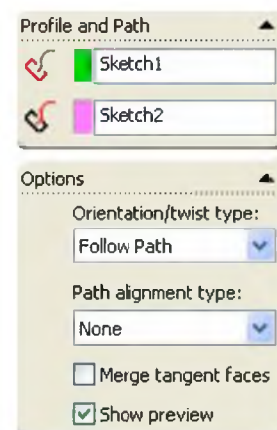 Profile and Path
Sketch1
Sketch2
Options
Orientation/twist type:
Follow Path
Path alignment type:
None
Merge tangent faces
Show preview